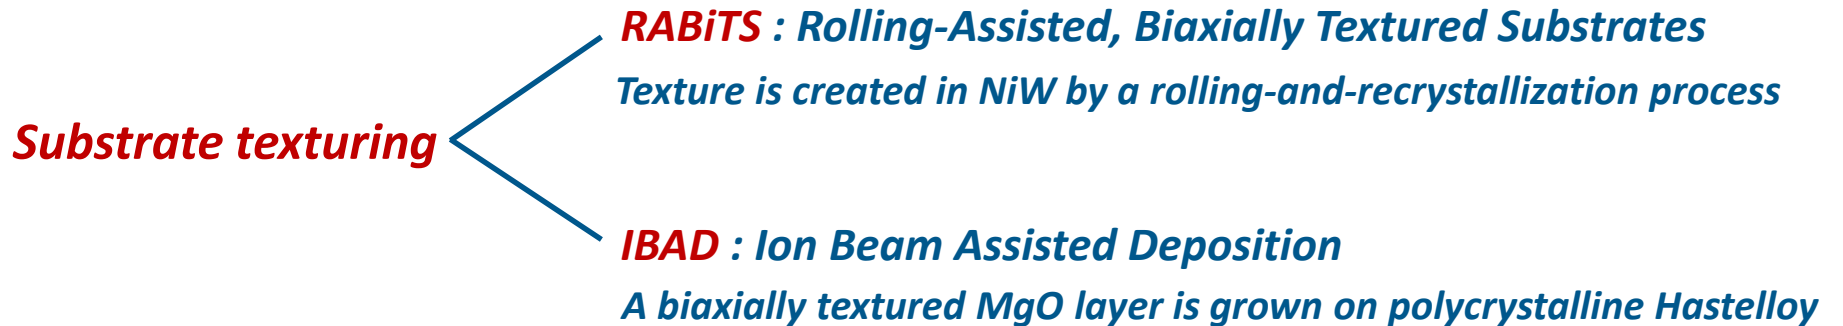 RABiTS : Rolling-Assisted, Biaxially Textured Substrates
Texture is created in NiW by a rolling-and-recrystallization process
Substrate texturing
IBAD : Ion Beam Assisted Deposition
A biaxially textured MgO layer is grown on polycrystalline Hastelloy